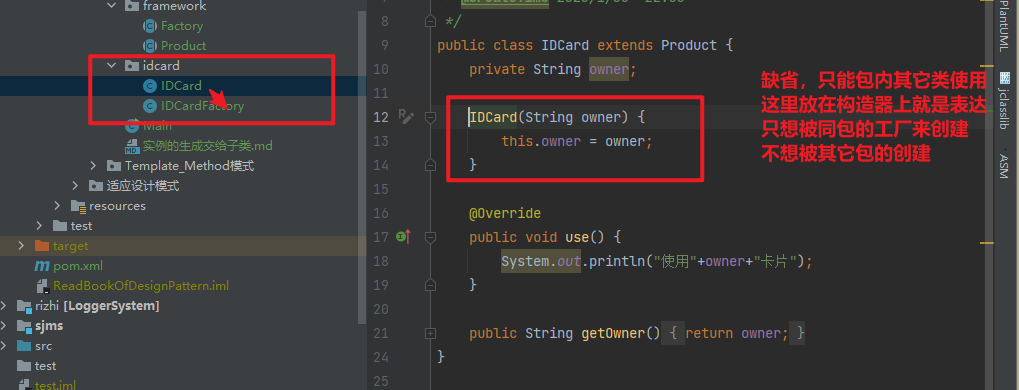 framework
Factory
Product
idcard
IDCard
IDCardFactory
Main
实例的生成交给子类.md
Template_Method模式
适应设计模式
resources
test
target
pom.xml
ReadBookOfDesignPattern.iml
rizhi [LoggerSystem]
sjms
src
test
test.iml
8 */
9 public class IDCard extends Product {
10 private String owner;
11
12 IDCard(String owner) {
13 this.owner = owner;
14 }
15
16 @Override
17 public void use() {
18 System.out.println("使用"+owner+"卡片");
19 }
20
21 public String getOwner() { return owner; }
24 }
25
缺省，只能包内其它类使用
这里放在构造器上就是表达
只想被同包的工厂来创建
不想被其它包的创建
PlantUML
jclasslib
ASM